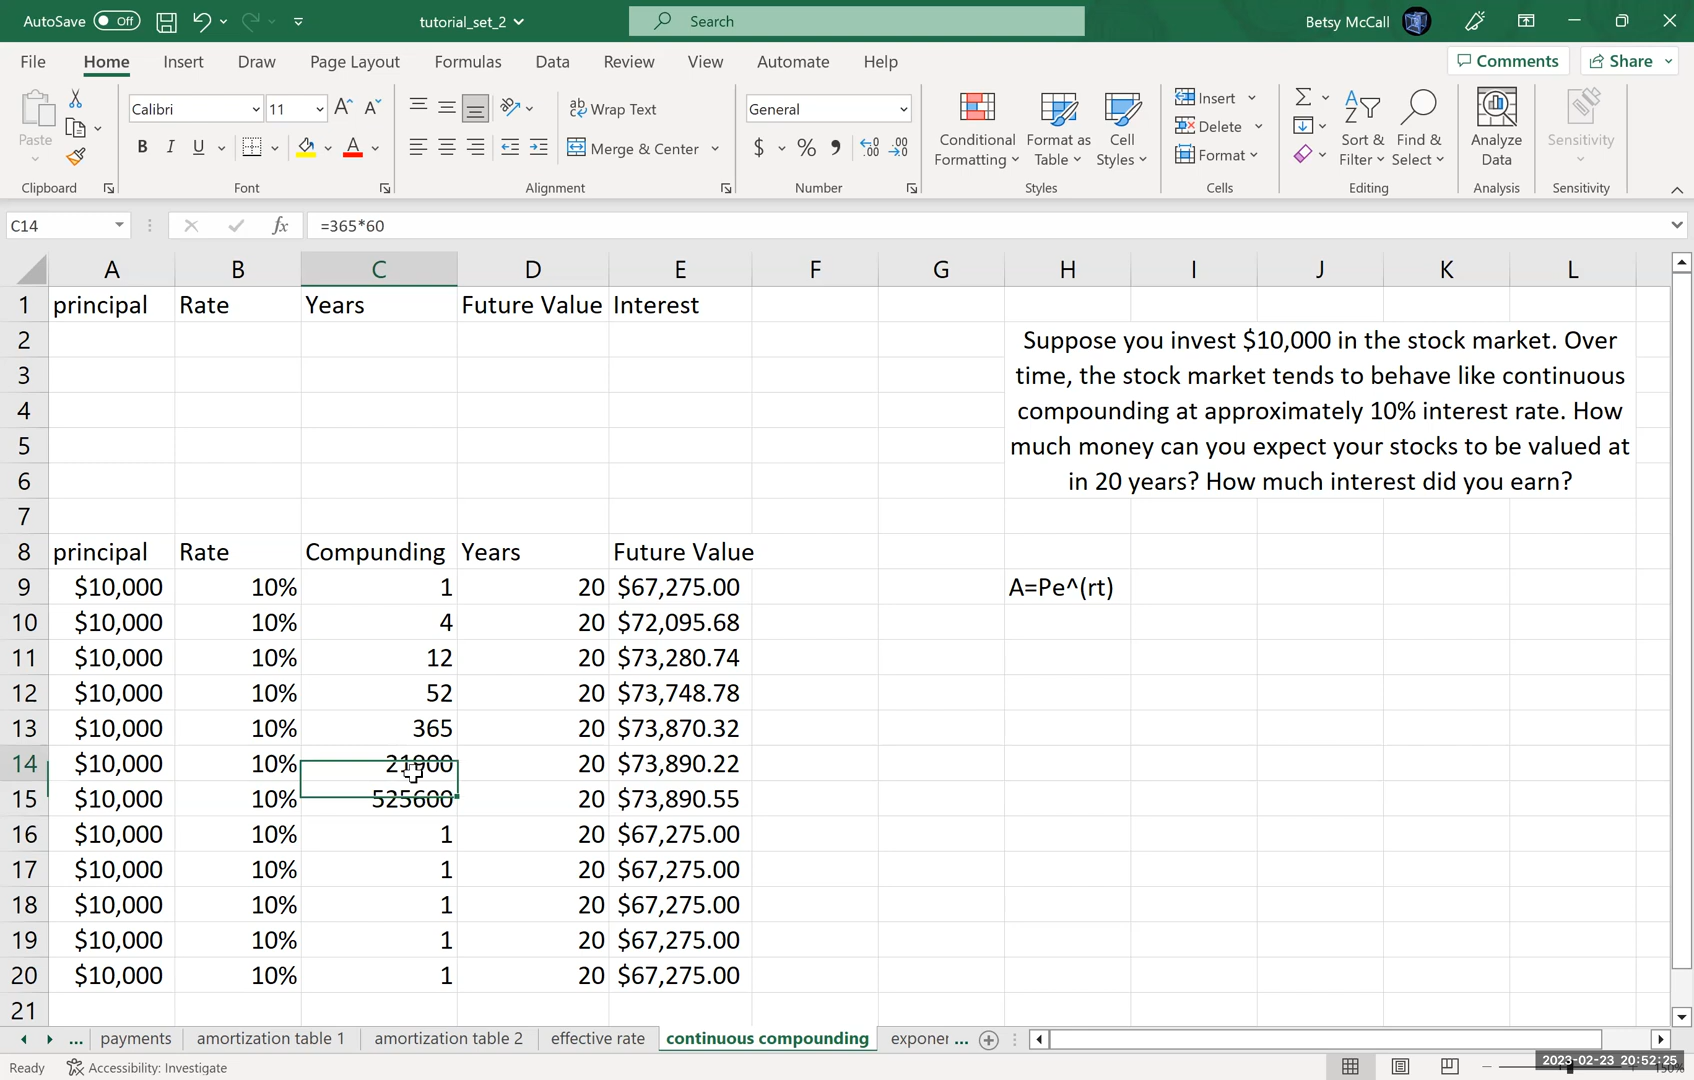 AutoSave Off tutorial_set_2 Search Betsy McCall
File Home Insert Draw Page Layout Formulas Data Review View Automate Help Comments Share
Calibri 11 A A ab Wrap Text General Insert Σ
Paste B I U A Merge & Center $ % 9 Conditional Formatting Format as Table Cell Styles Delete Format Sort & Filter Find & Select Analyze Data Sensitivity
Clipboard Font Alignment Number Styles Cells Editing Analysis Sensitivity
C14 fx =365*60
A B C D E F G H I J K L
1 principal Rate Years Future Value Interest
2 Suppose you invest $10,000 in the stock market. Over
3 time, the stock market tends to behave like continuous
4 compounding at approximately 10% interest rate. How
5 much money can you expect your stocks to be valued at
6 in 20 years? How much interest did you earn?
7
8 principal Rate Compunding Years Future Value
9 $10,000 10% 1 20 $67,275.00 A=Pe^(rt)
10 $10,000 10% 4 20 $72,095.68
11 $10,000 10% 12 20 $73,280.74
12 $10,000 10% 52 20 $73,748.78
13 $10,000 10% 365 20 $73,870.32
14 $10,000 10% 21900 20 $73,890.22
15 $10,000 10% 525600 20 $73,890.55
16 $10,000 10% 1 20 $67,275.00
17 $10,000 10% 1 20 $67,275.00
18 $10,000 10% 1 20 $67,275.00
19 $10,000 10% 1 20 $67,275.00
20 $10,000 10% 1 20 $67,275.00
21
... payments amortization table 1 amortization table 2 effective rate continuous compounding exponer ...
Ready Accessibility: Investigate 2023-02-23 20:52:25 150%